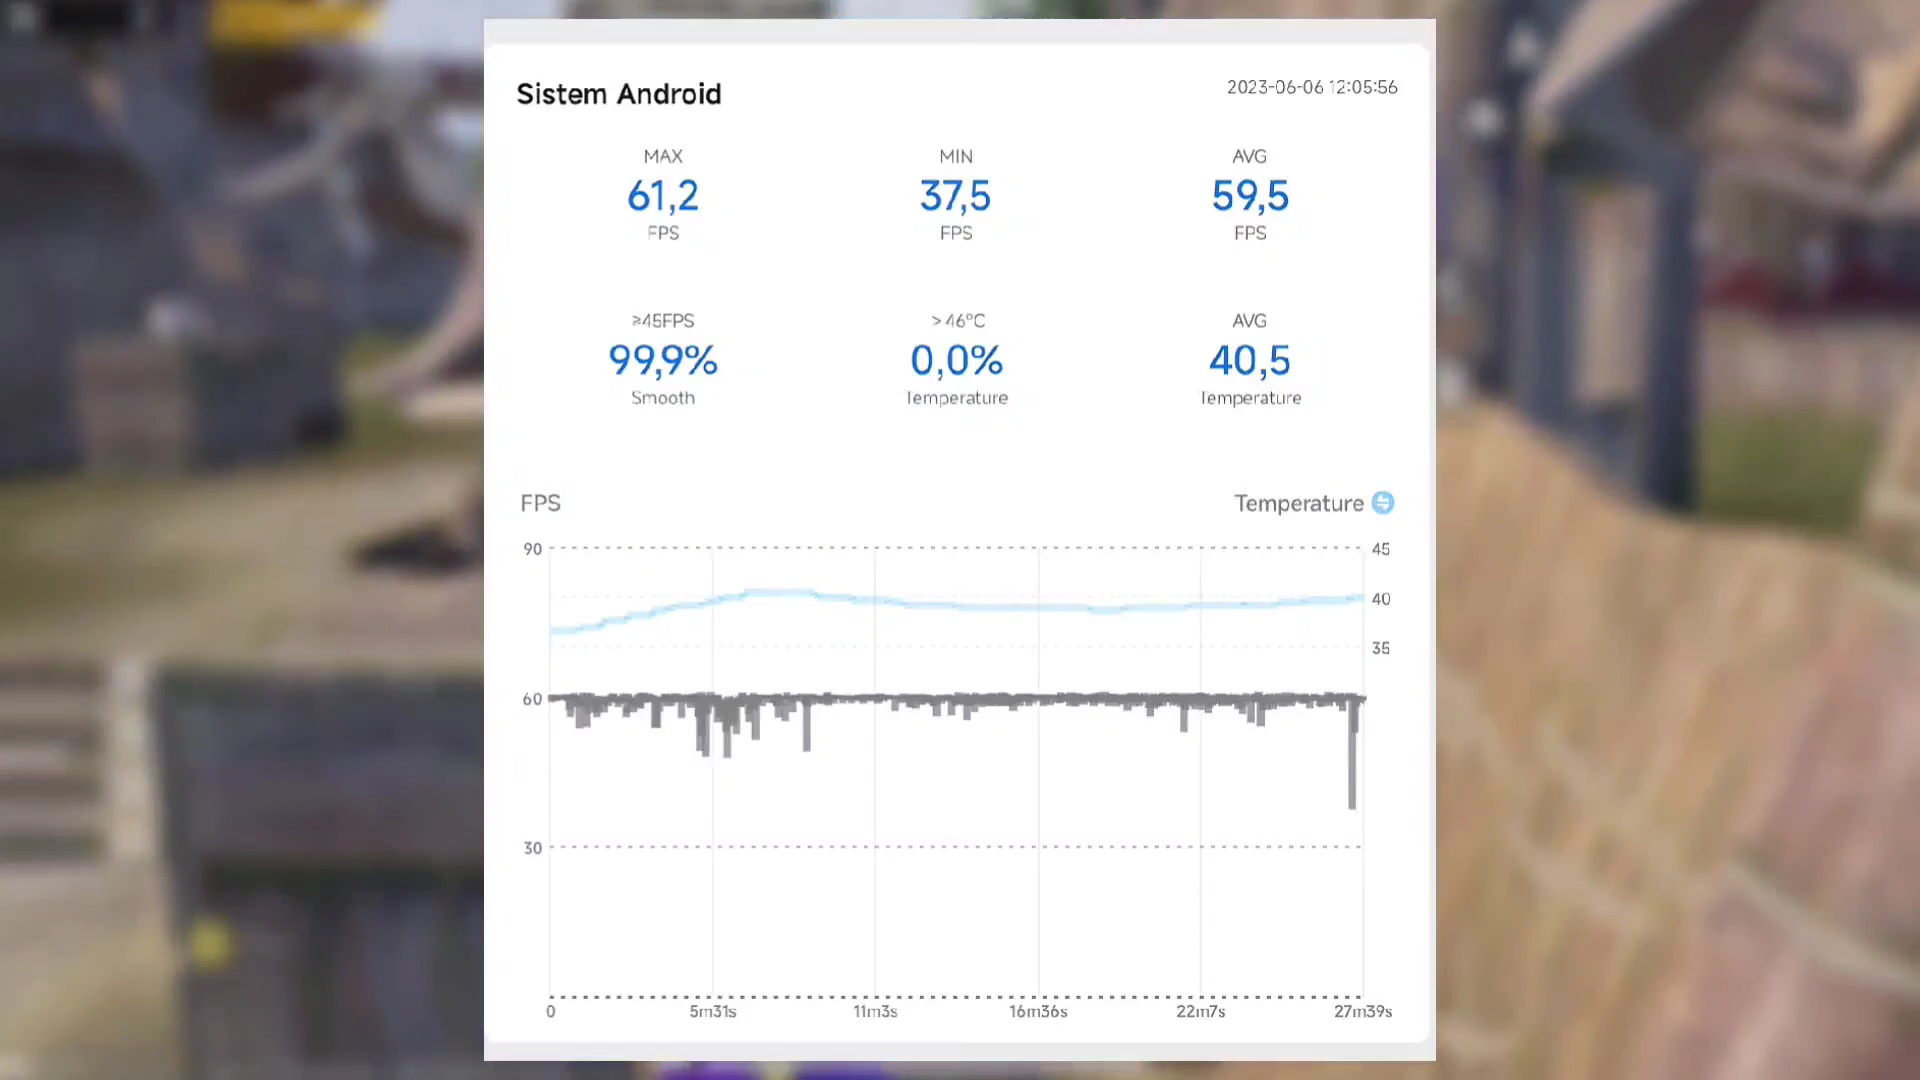 Sistem Android
2023-06-06 12:05:56
MAX
61,2
FPS
MIN
37,5
FPS
AVG
59,5
FPS
≥45FPS
99,9%
Smooth
>46°C
0,0%
Temperature
AVG
40,5
Temperature
FPS
Temperature
90
45
40
35
60
30
0
5m31s
11m3s
16m36s
22m7s
27m39s